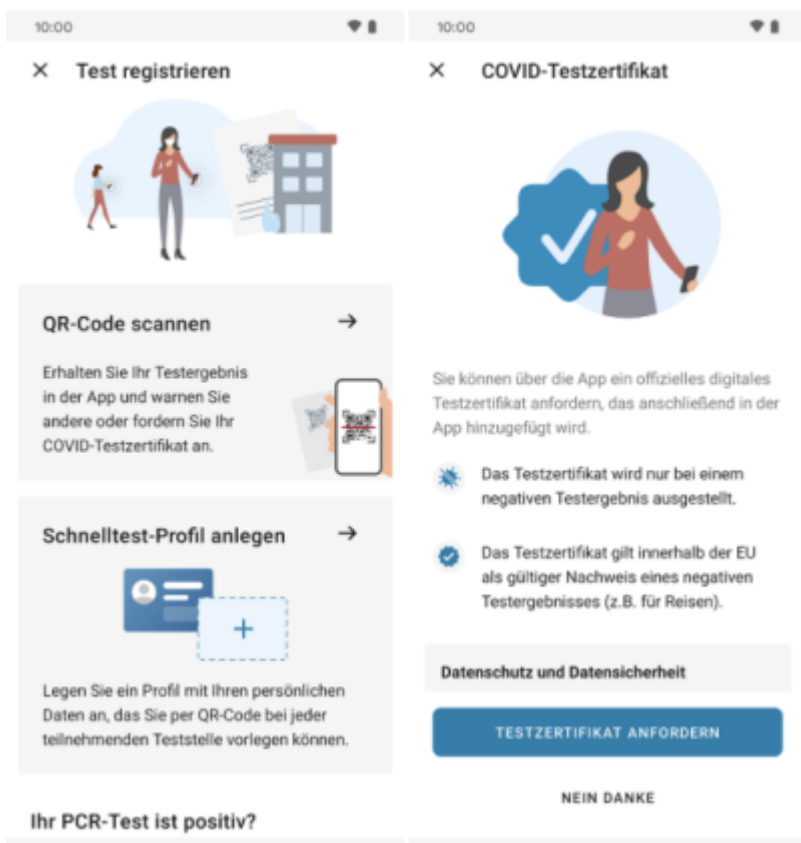 10:00
Test registrieren
QR-Code scannen
Erhalten Sie Ihr Testergebnis
in der App und warnen Sie
andere oder fordern Sie Ihr
COVID-Testzertifikat an.
Schnelltest-Profil anlegen
Legen Sie ein Profil mit Ihren persönlichen
Daten an, das Sie per QR-Code bei jeder
teilnehmenden Teststelle vorlegen können.
Ihr PCR-Test ist positiv?
10:00
COVID-Testzertifikat
Sie können über die App ein offizielles digitales
Testzertifikat anfordern, das anschließend in der
App hinzugefügt wird.
Das Testzertifikat wird nur bei einem
negativen Testergebnis ausgestellt.
Das Testzertifikat gilt innerhalb der EU
als gültiger Nachweis eines negativen
Testergebnisses (z.B. für Reisen).
Datenschutz und Datensicherheit
TESTZERTIFIKAT ANFORDERN
NEIN DANKE